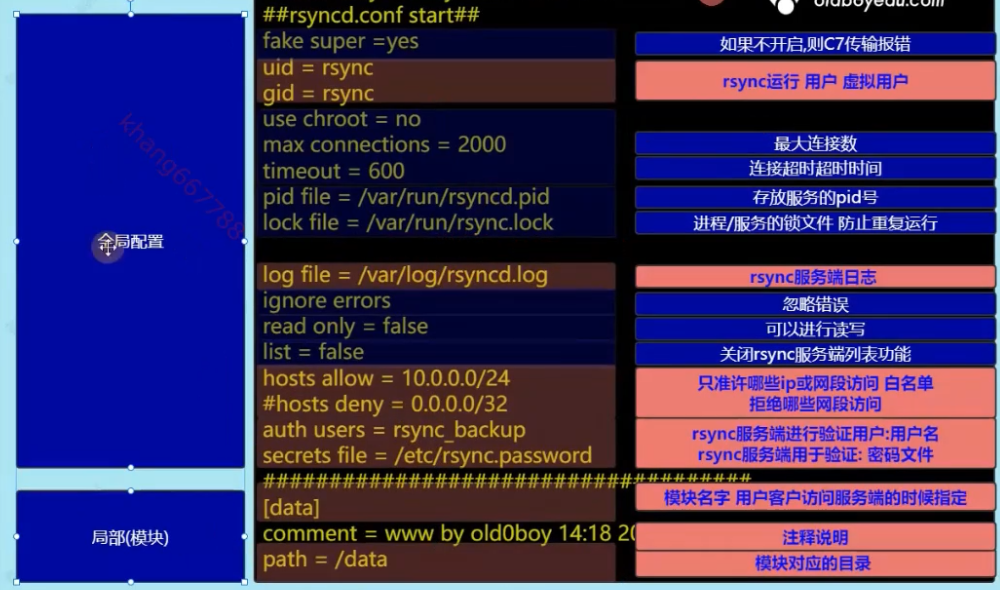 oldboyedu.com
##rsyncd.conf start##
fake super =yes
如果不开启,则C7传输报错
uid = rsync
gid = rsync
rsync运行 用户 虚拟用户
use chroot = no
max connections = 2000
最大连接数
timeout = 600
连接超时超时时间
pid file = /var/run/rsyncd.pid
存放服务的pid号
lock file = /var/run/rsync.lock
进程/服务的锁文件 防止重复运行
khang667788
全局配置
log file = /var/log/rsyncd.log
rsync服务端日志
ignore errors
忽略错误
read only = false
可以进行读写
list = false
关闭rsync服务端列表功能
hosts allow = 10.0.0.0/24
只准许哪些ip或网段访问 白名单
#hosts deny = 0.0.0.0/32
拒绝哪些网段访问
auth users = rsync_backup
rsync服务端进行验证用户:用户名
secrets file = /etc/rsync.password
rsync服务端用于验证: 密码文件
#####################################
[data]
模块名字 用户客户访问服务端的时候指定
局部(模块)
comment = www by old0boy 14:18 20
注释说明
path = /data
模块对应的目录